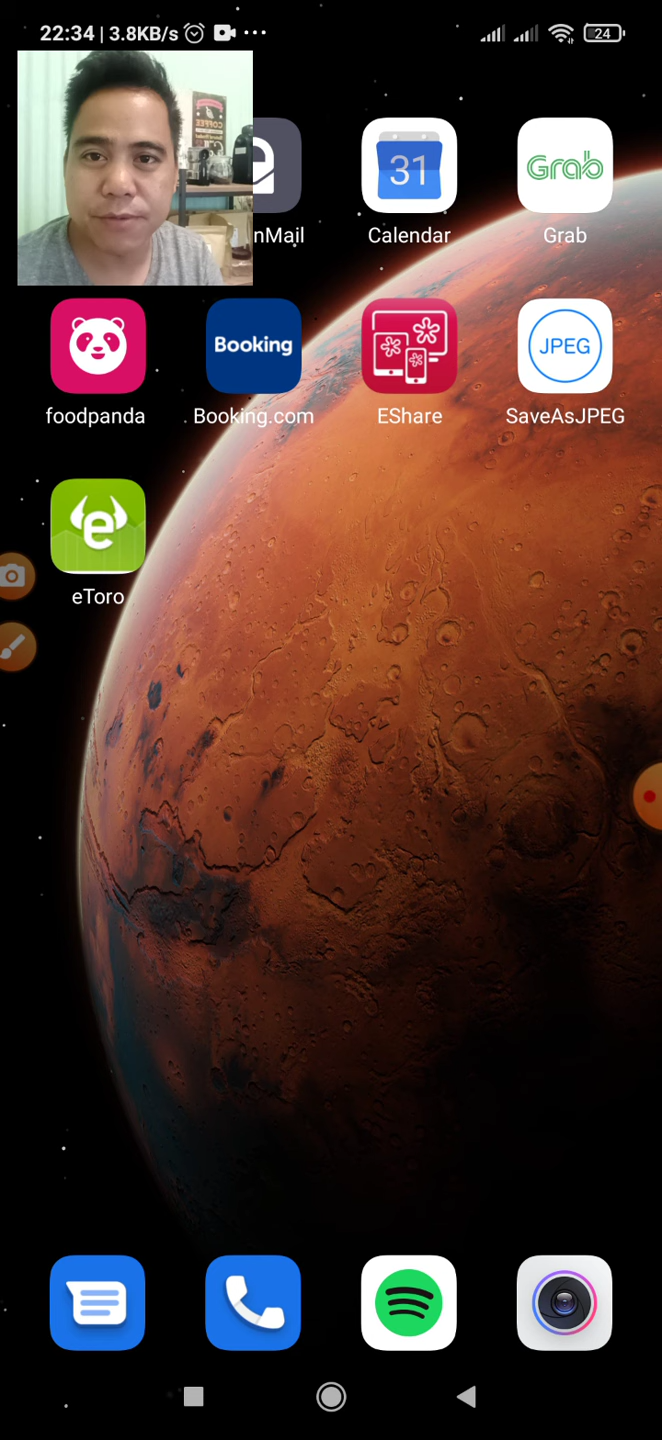 22:34 | 3.8KB/s
24
31
Grab
nMail
Calendar
Grab
Booking
JPEG
foodpanda
Booking.com
EShare
SaveAsJPEG
e
eToro